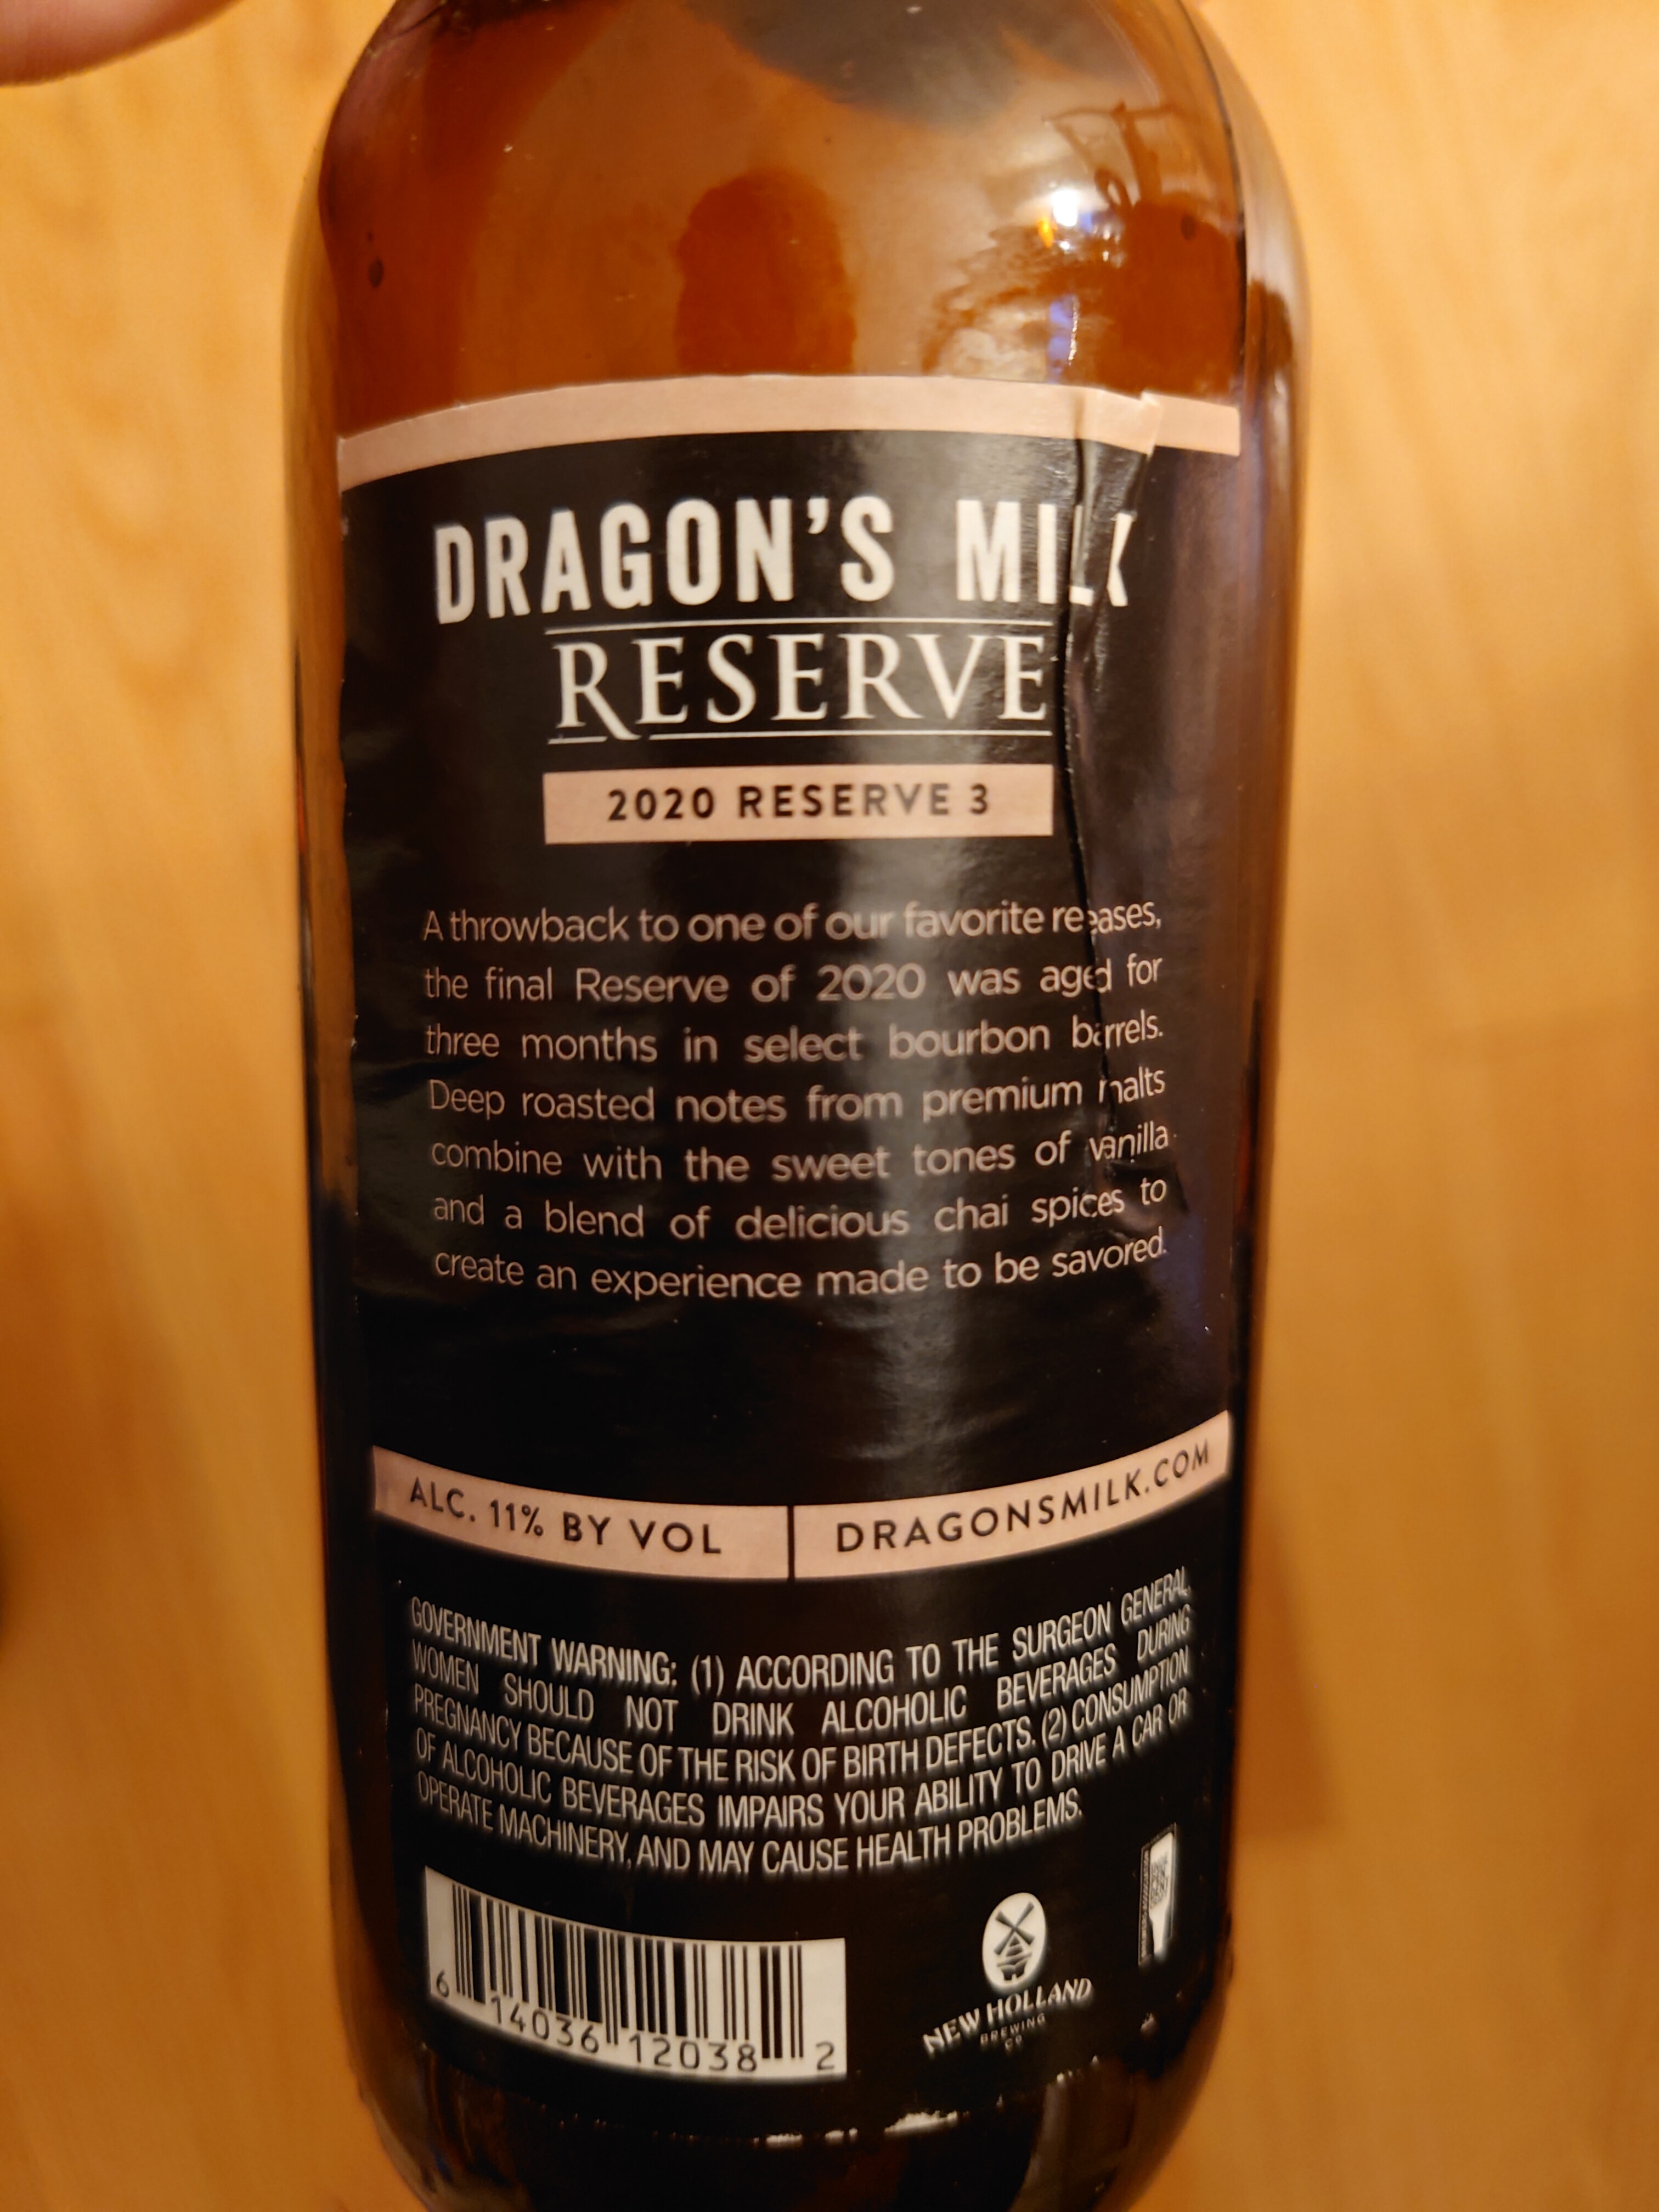 DRAGON'S MILK
RESERVE
2020 RESERVE 3
A throwback to one of our favorite releases,
the final Reserve of 2020 was aged for
three months in select bourbon barrels.
Deep roasted notes from premium malts
combine with the sweet tones of vanilla
and a blend of delicious chai spices to
create an experience made to be savored.
ALC. 11% BY VOL
DRAGONSMILK.COM
GOVERNMENT WARNING: (1) ACCORDING TO THE SURGEON GENERAL
WOMEN SHOULD NOT DRINK ALCOHOLIC BEVERAGES DURING
PREGNANCY BECAUSE OF THE RISK OF BIRTH DEFECTS. (2) CONSUMPTION
OF ALCOHOLIC BEVERAGES IMPAIRS YOUR ABILITY TO DRIVE A CAR OR
OPERATE MACHINERY, AND MAY CAUSE HEALTH PROBLEMS.
6 14036 12038 2
NEW HOLLAND
BREWING
CO